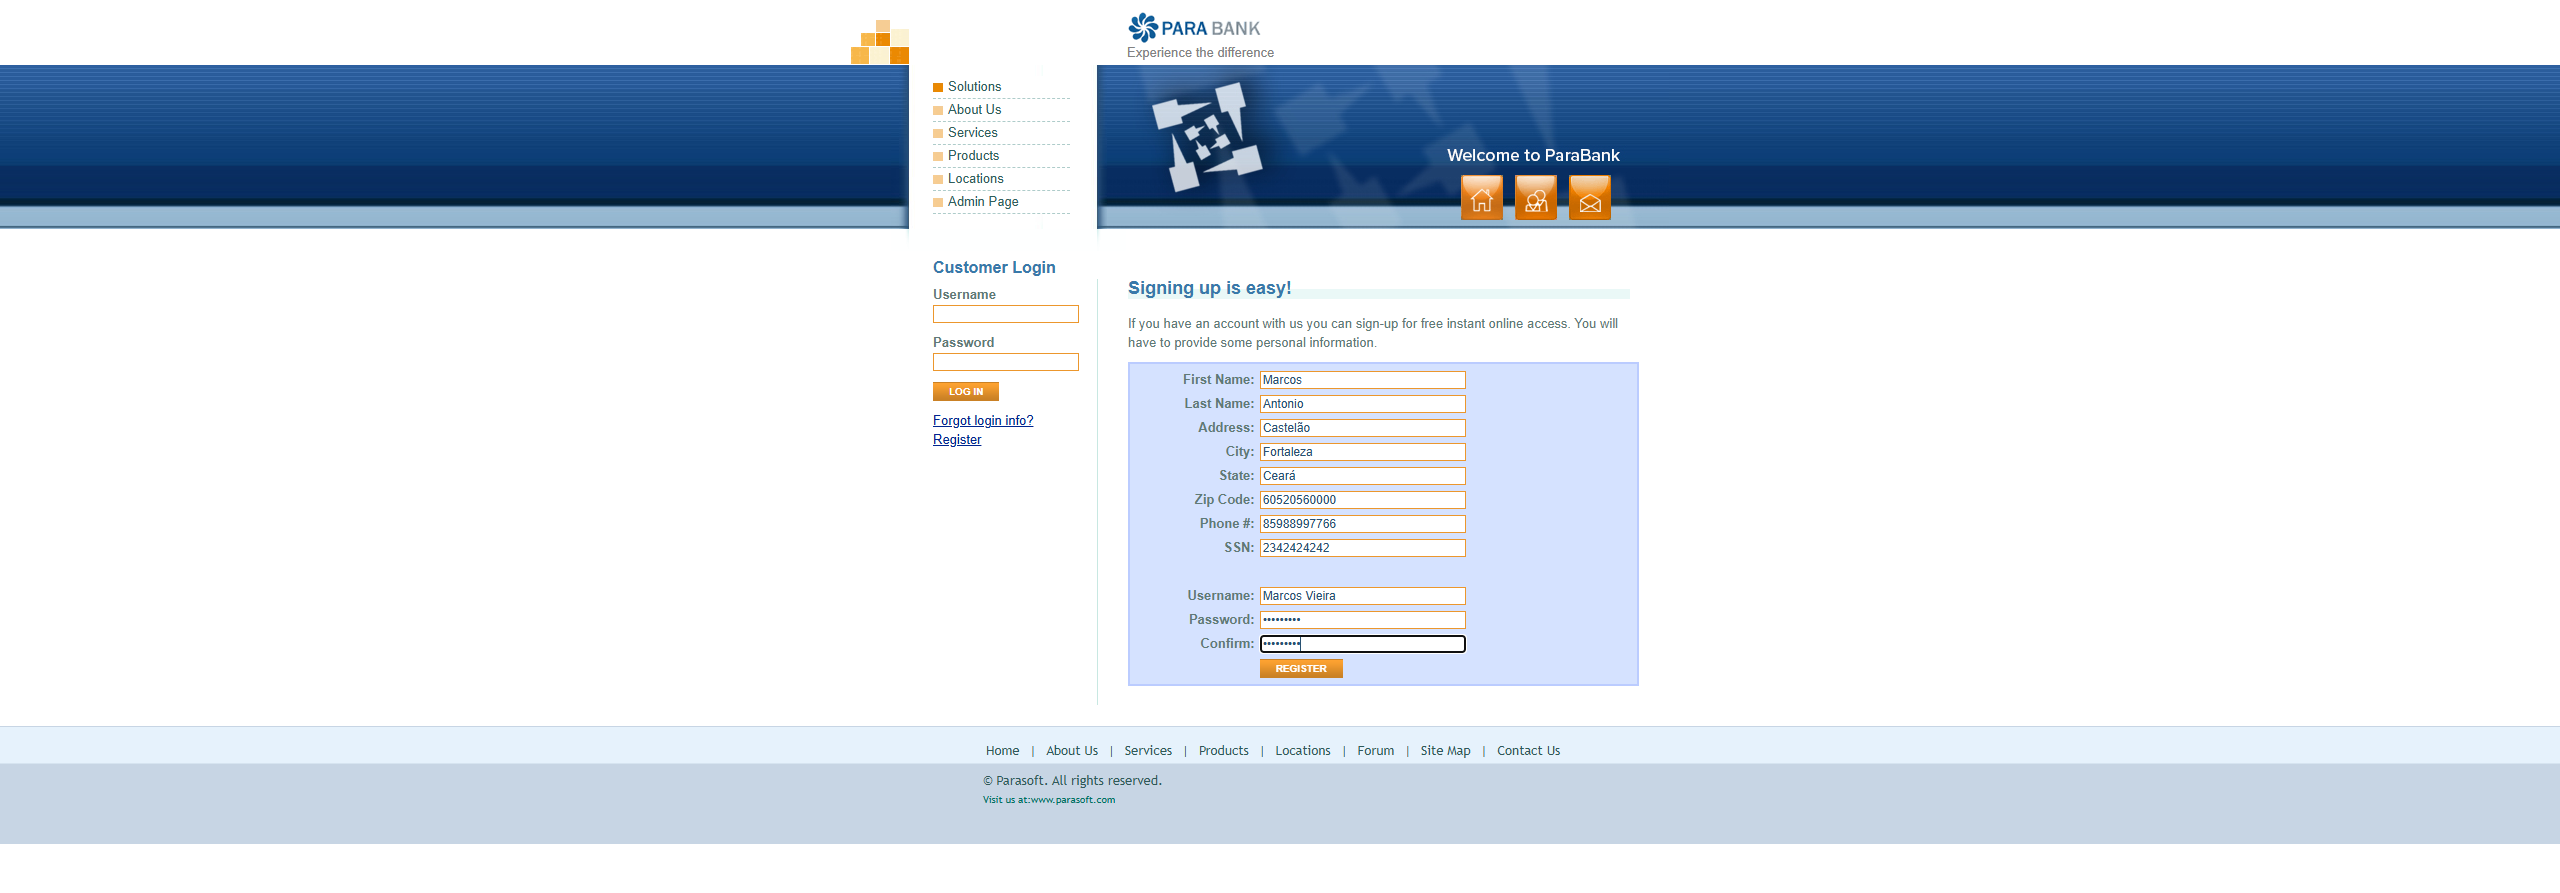 PARA BANK
Experience the difference
Solutions
About Us
Services
Products
Locations
Admin Page
Welcome to ParaBank
Customer Login
Username
Password
LOG IN
Forgot login info?
Register
Signing up is easy!
If you have an account with us you can sign-up for free instant online access. You will
have to provide some personal information.
First Name: Marcos
Last Name: Antonio
Address: Castelão
City: Fortaleza
State: Ceará
Zip Code: 60520560000
Phone #: 85988997766
SSN: 2342424242
Username: Marcos Vieira
Password: •••••••••
Confirm: •••••••••
REGISTER
Home | About Us | Services | Products | Locations | Forum | Site Map | Contact Us
© Parasoft. All rights reserved.
Visit us at:www.parasoft.com